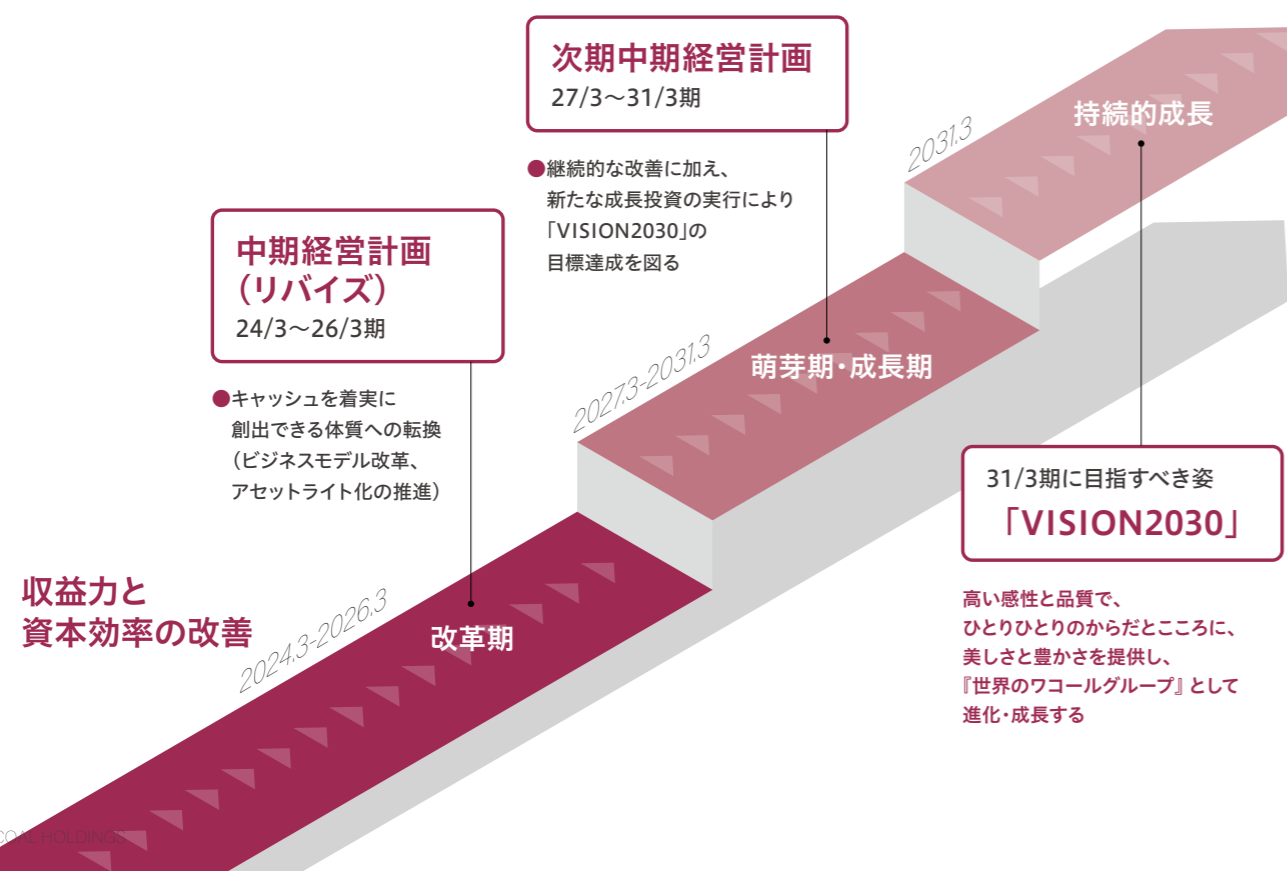 次期中期経営計画
27/3〜31/3期
●継続的な改善に加え、
新たな成長投資の実行により
「VISION2030」の
目標達成を図る
中期経営計画
（リバイズ）
24/3〜26/3期
●キャッシュを着実に
創出できる体質への転換
（ビジネスモデル改革、
アセットライト化の推進）
収益力と
資本効率の改善
2024.3-2026.3
改革期
2027.3-2031.3
萌芽期・成長期
2031.3
持続的成長
31/3期に目指すべき姿
「VISION2030」
高い感性と品質で、
ひとりひとりのからだとこころに、
美しさと豊かさを提供し、
『世界のワコールグループ』として
進化・成長する
COAL HOLDINGS